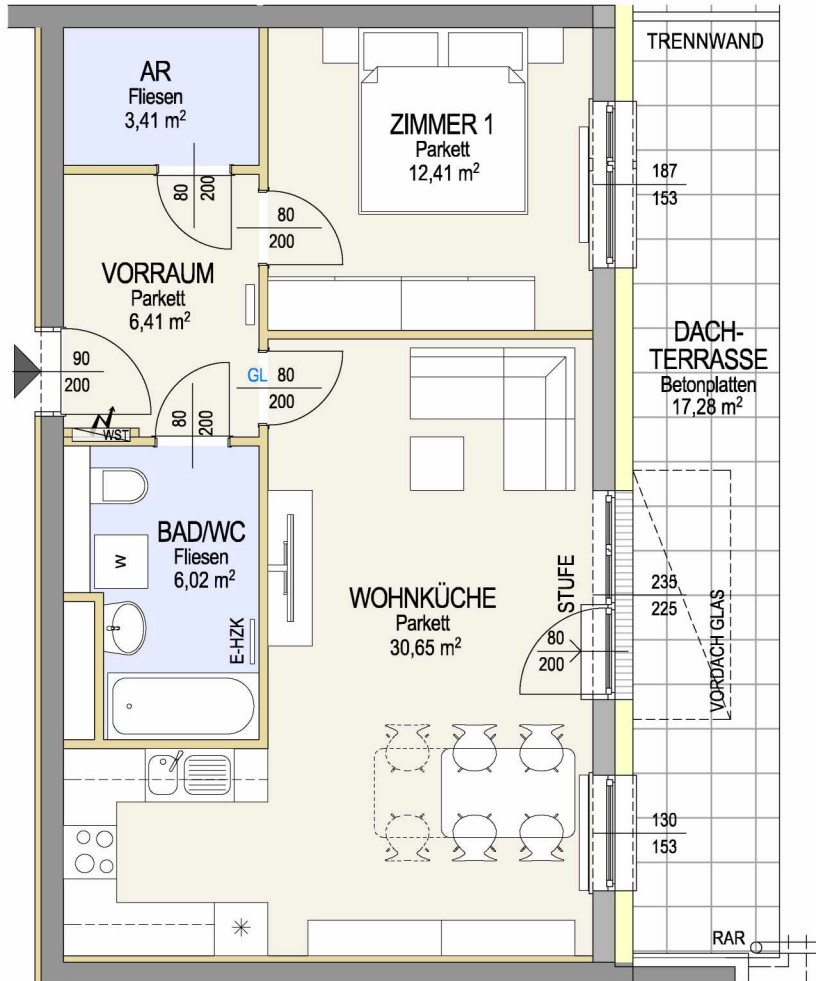 TRENNWAND
AR
Fliesen
3,41 m²
ZIMMER 1
Parkett
12,41 m²
187
153
80
200
80
200
VORRAUM
Parkett
6,41 m²
DACH-
TERRASSE
Betonplatten
17,28 m²
90
200
GL
80
200
80
200
WST
BAD/WC
Fliesen
6,02 m²
W
E-HZK
WOHNKÜCHE
Parkett
30,65 m²
STUFE
235
225
80
200
VORDACH GLAS
130
153
RAR